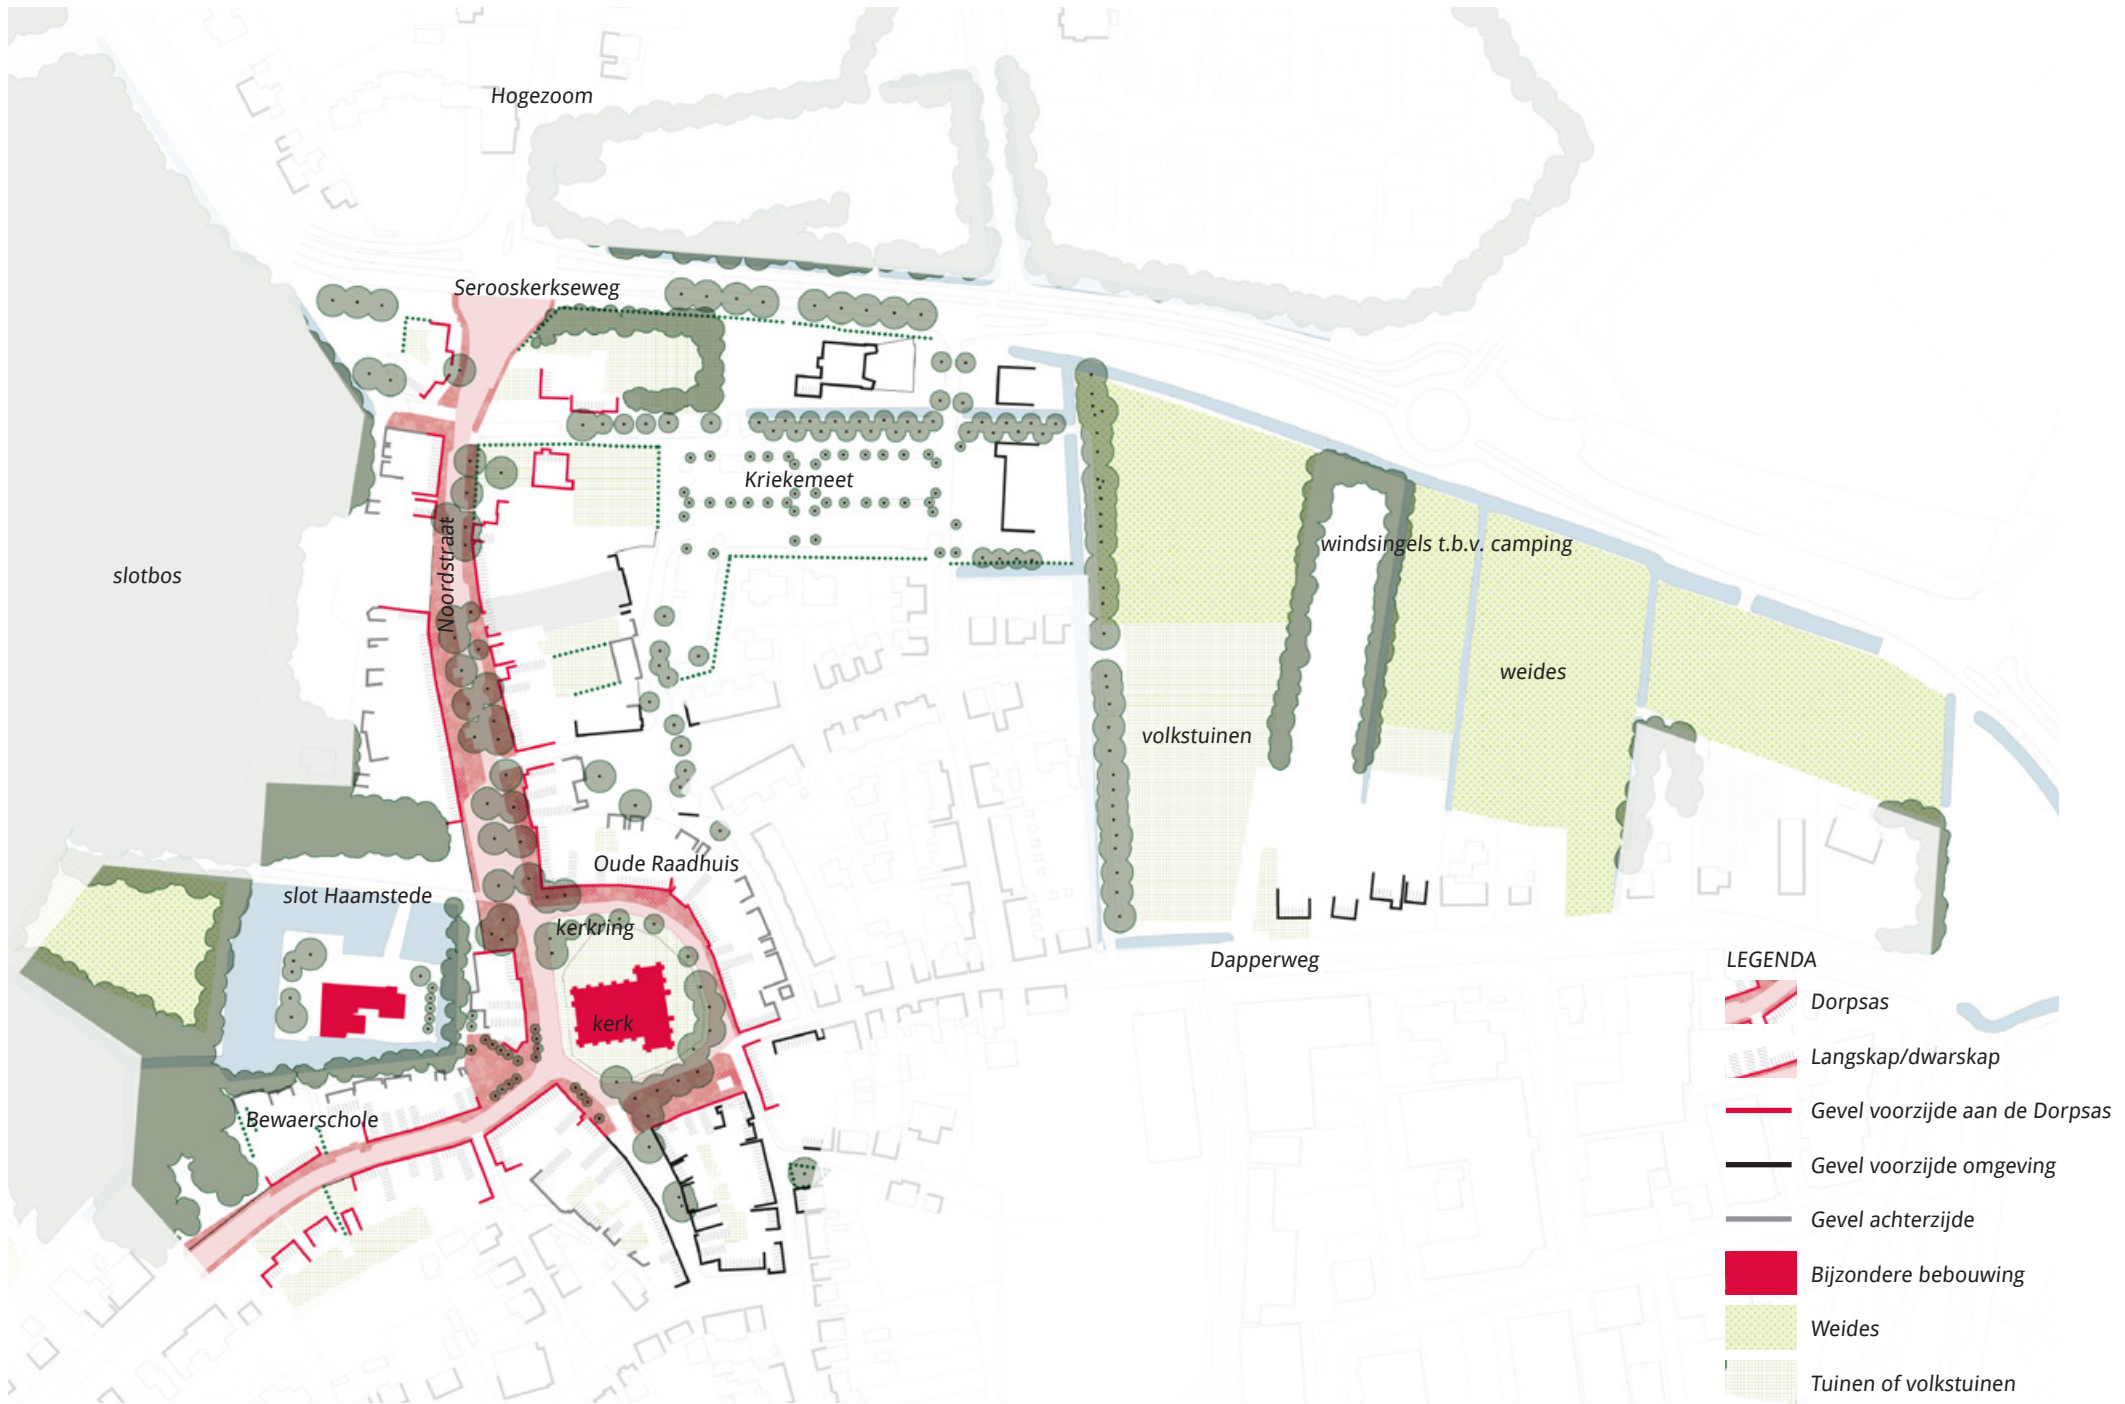 Hogezoom
Serooskerkseweg
Kriekemeet
Noordstraat
windsingels t.b.v. camping
slotbos
weides
volkstuinen
Oude Raadhuis
slot Haamstede
kerkring
Dapperweg
kerk
Bewaerschole
LEGENDA
Dorpsas
Langskap/dwarskap
Gevel voorzijde aan de Dorpsas
Gevel voorzijde omgeving
Gevel achterzijde
Bijzondere bebouwing
Weides
Tuinen of volkstuinen